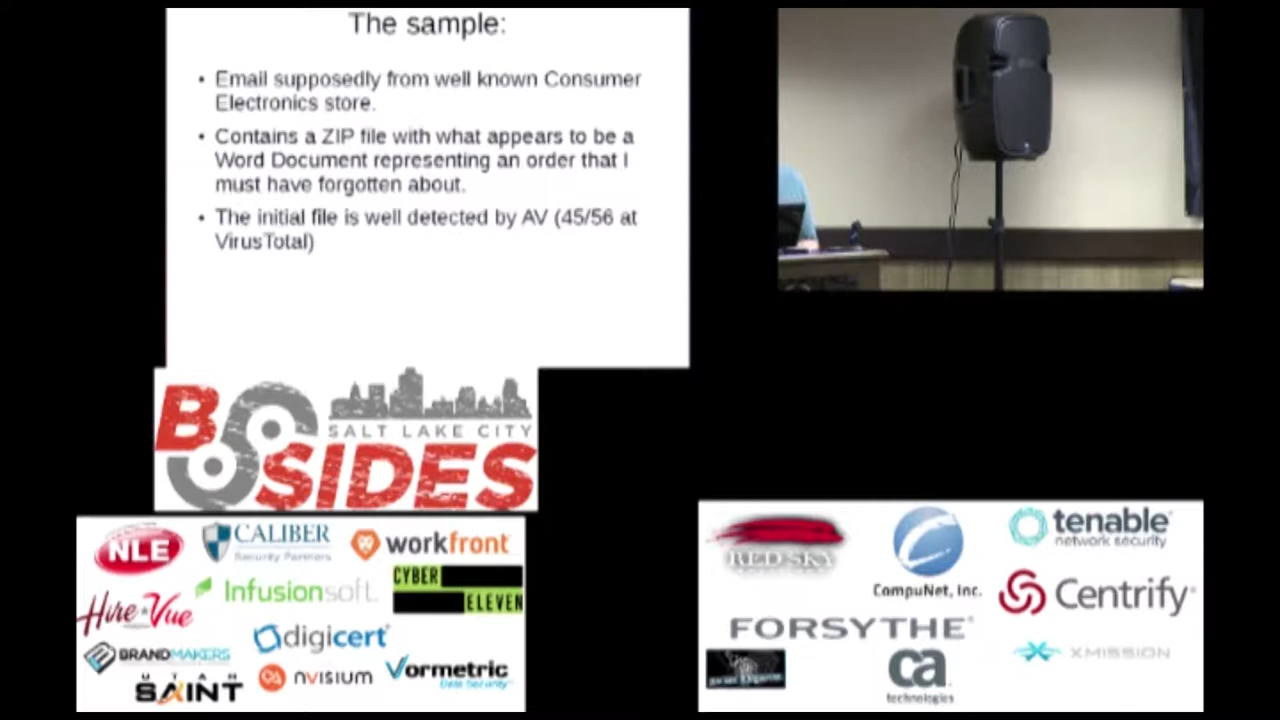 The sample:
• Email supposedly from well known Consumer
Electronics store.
• Contains a ZIP file with what appears to be a
Word Document representing an order that I
must have forgotten about.
• The initial file is well detected by AV (45/56 at
VirusTotal)
B
SALT LAKE CITY
SIDES
NLE
CALIBER
Security Partners
workfront
Infusionsoft.
CYBER
ELEVEN
Hire Vue
digicert
BRANDMAKERS
UTAH
SAINT
nvisium
Vormetric
Data Security
RED SKY
CompuNet, Inc.
tenable
network security
Centrify
FORSYTHE
ca
technologies
XMISSION